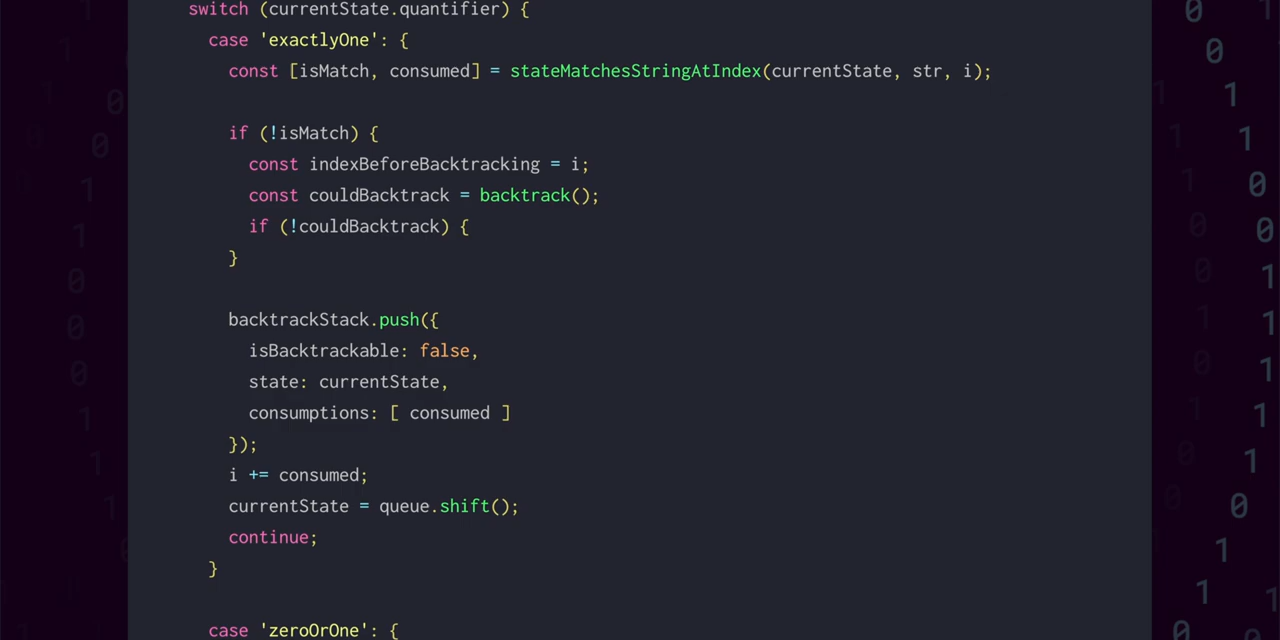 switch (currentState.quantifier) {
case 'exactlyOne': {
const [isMatch, consumed] = stateMatchesStringAtIndex(currentState, str, i);
if (!isMatch) {
const indexBeforeBacktracking = i;
const couldBacktrack = backtrack();
if (!couldBacktrack) {
}
backtrackStack.push({
isBacktrackable: false,
state: currentState,
consumptions: [ consumed ]
});
i += consumed;
currentState = queue.shift();
continue;
}
case 'zeroOrOne': {